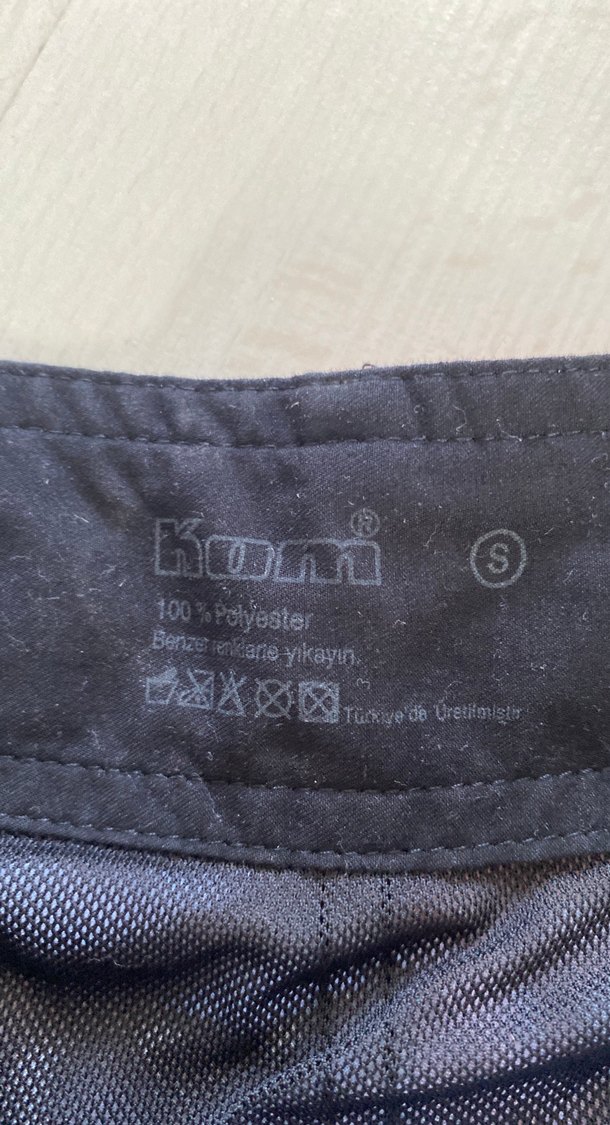 Kom®
S
100 % Polyester
Benzer renklerle yıkayın.
Türkiye'de Üretilmiştir